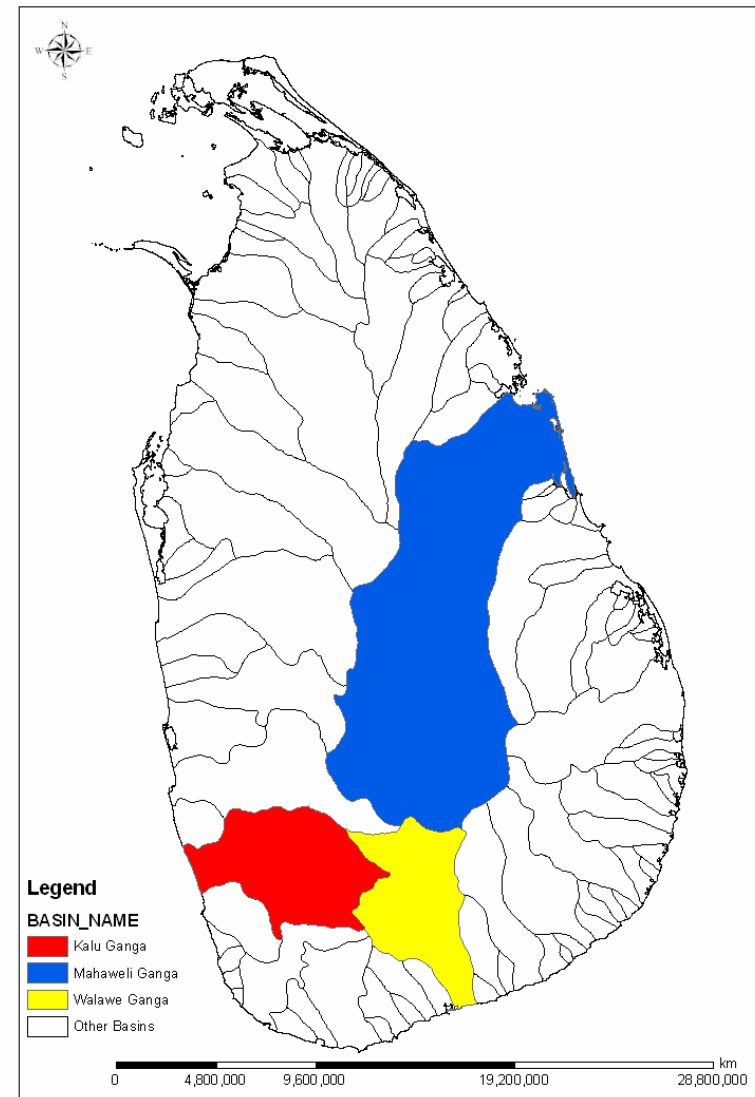 N
W E
S
Legend
BASIN_NAME
Kalu Ganga
Mahaweli Ganga
Walawe Ganga
Other Basins
km
0 4,800,000 9,600,000 19,200,000 28,800,000